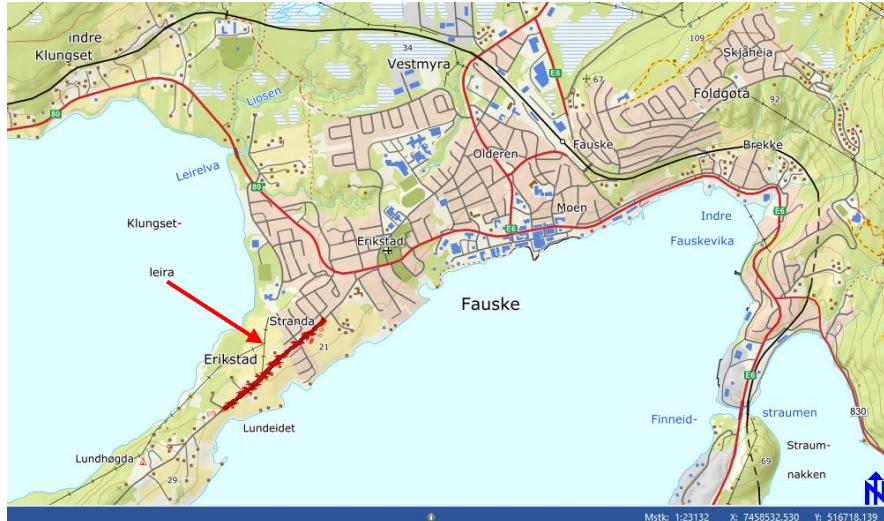 indre
Klungset
34
Vestmyra
109
Skjåheia
E6
67
Foldgota
92
80
Liosen
Fauske
Brekke
Olderen
Leirelva
80
Moen
Indre
Fauskevika
E6
Klungset-
leira
Erikstad
E6
Fauske
Stranda
21
Erikstad
E6
Lundeidet
Finneid-
straumen
830
Lundhøgda
29
69
Straum-
nakken
N
Mstk: 1:23132 X: 7458532.530 Y: 516718.139